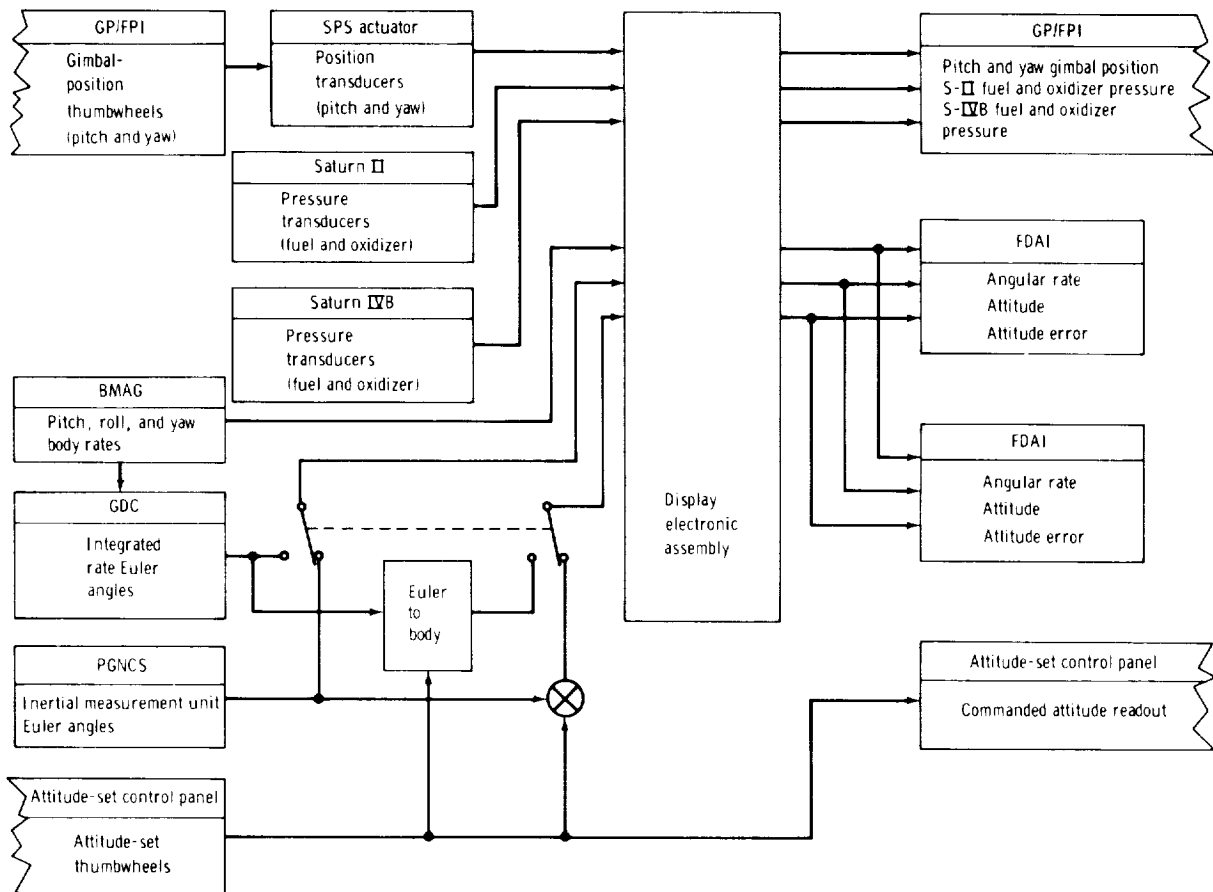 GP/FPI
Gimbal-
position
thumbwheels
(pitch and yaw)
SPS actuator
Position
transducers
(pitch and yaw)
Saturn II
Pressure
transducers
(fuel and oxidizer)
Saturn IVB
Pressure
transducers
(fuel and oxidizer)
BMAG
Pitch, roll, and yaw
body rates
GDC
Integrated
rate Euler
angles
PGNCS
Inertial measurement unit
Euler angles
Attitude-set control panel
Attitude-set
thumbwheels
Euler
to
body
Display
electronic
assembly
GP/FPI
Pitch and yaw gimbal position
S-II fuel and oxidizer pressure
S-IVB fuel and oxidizer
pressure
FDAI
Angular rate
Attitude
Attitude error
FDAI
Angular rate
Attitude
Attitude error
Attitude-set control panel
Commanded attitude readout